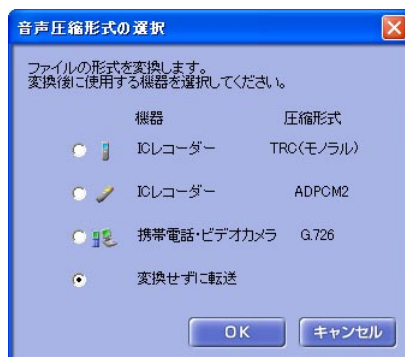 音声圧縮形式の選択
ファイルの形式を変換します。
変換後に使用する機器を選択してください。
機器 圧縮形式
ICレコーダー TRC(モノラル)
ICレコーダー ADPCM2
携帯電話・ビデオカメラ G.726
変換せずに転送
OK キャンセル